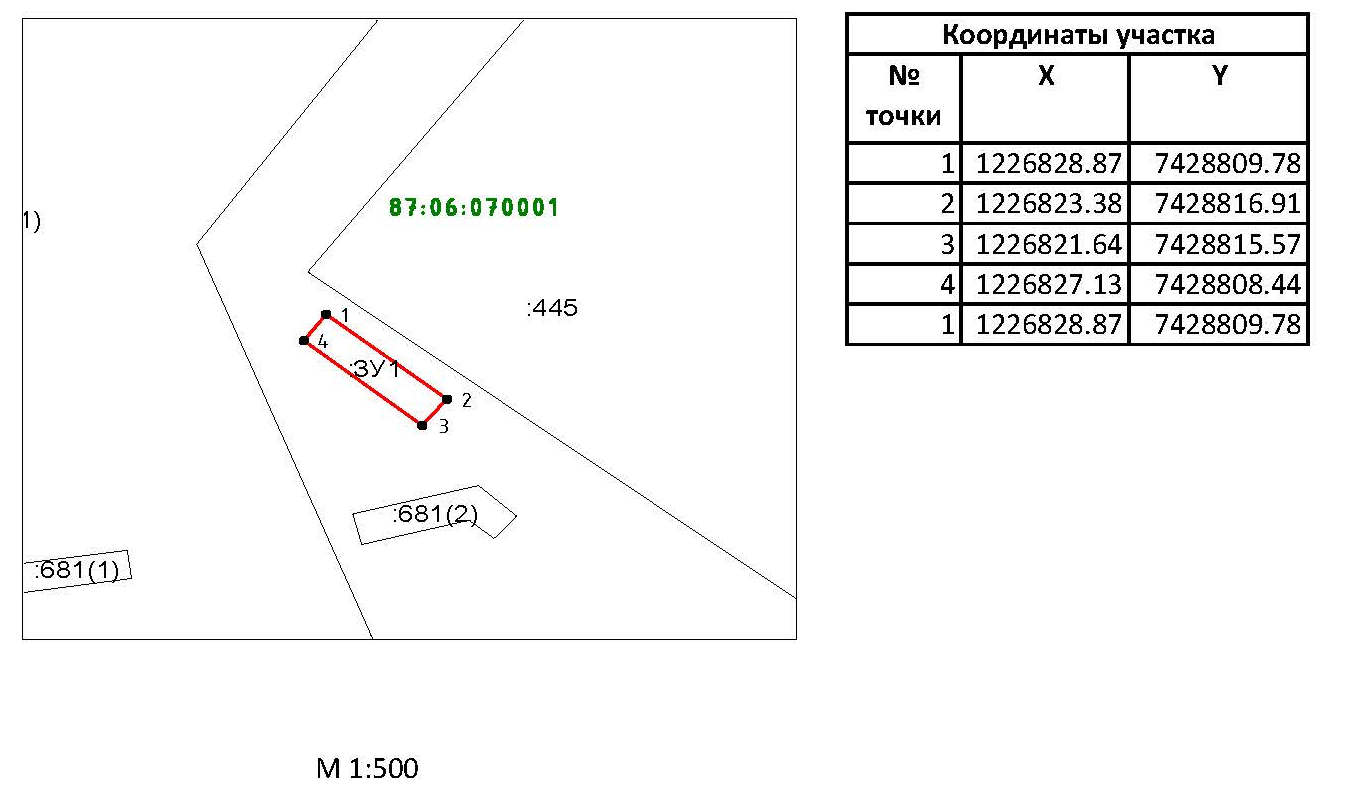 1)
87:06:070001
:445
1
4
:ЗУ1
2
3
:681(2)
:681(1)
М 1:500
Координаты участка
№ точки X Y
1 1226828.87 7428809.78
2 1226823.38 7428816.91
3 1226821.64 7428815.57
4 1226827.13 7428808.44
1 1226828.87 7428809.78